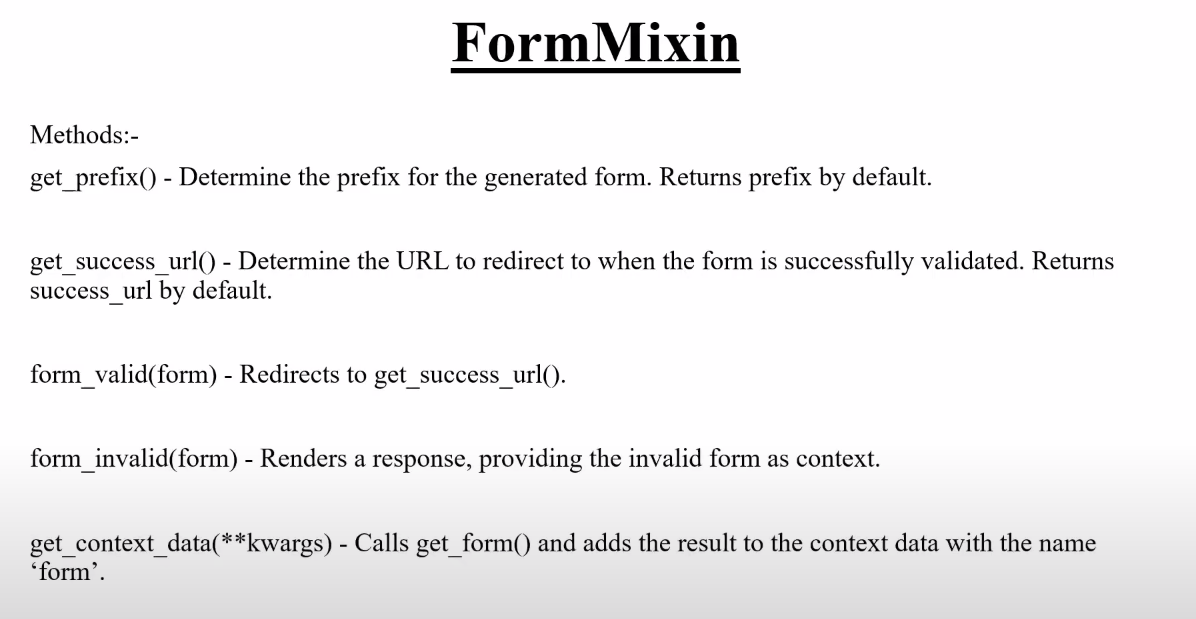 FormMixin
Methods:-
get_prefix() - Determine the prefix for the generated form. Returns prefix by default.
get_success_url() - Determine the URL to redirect to when the form is successfully validated. Returns
success_url by default.
form_valid(form) - Redirects to get_success_url().
form_invalid(form) - Renders a response, providing the invalid form as context.
get_context_data(**kwargs) - Calls get_form() and adds the result to the context data with the name
‘form’.